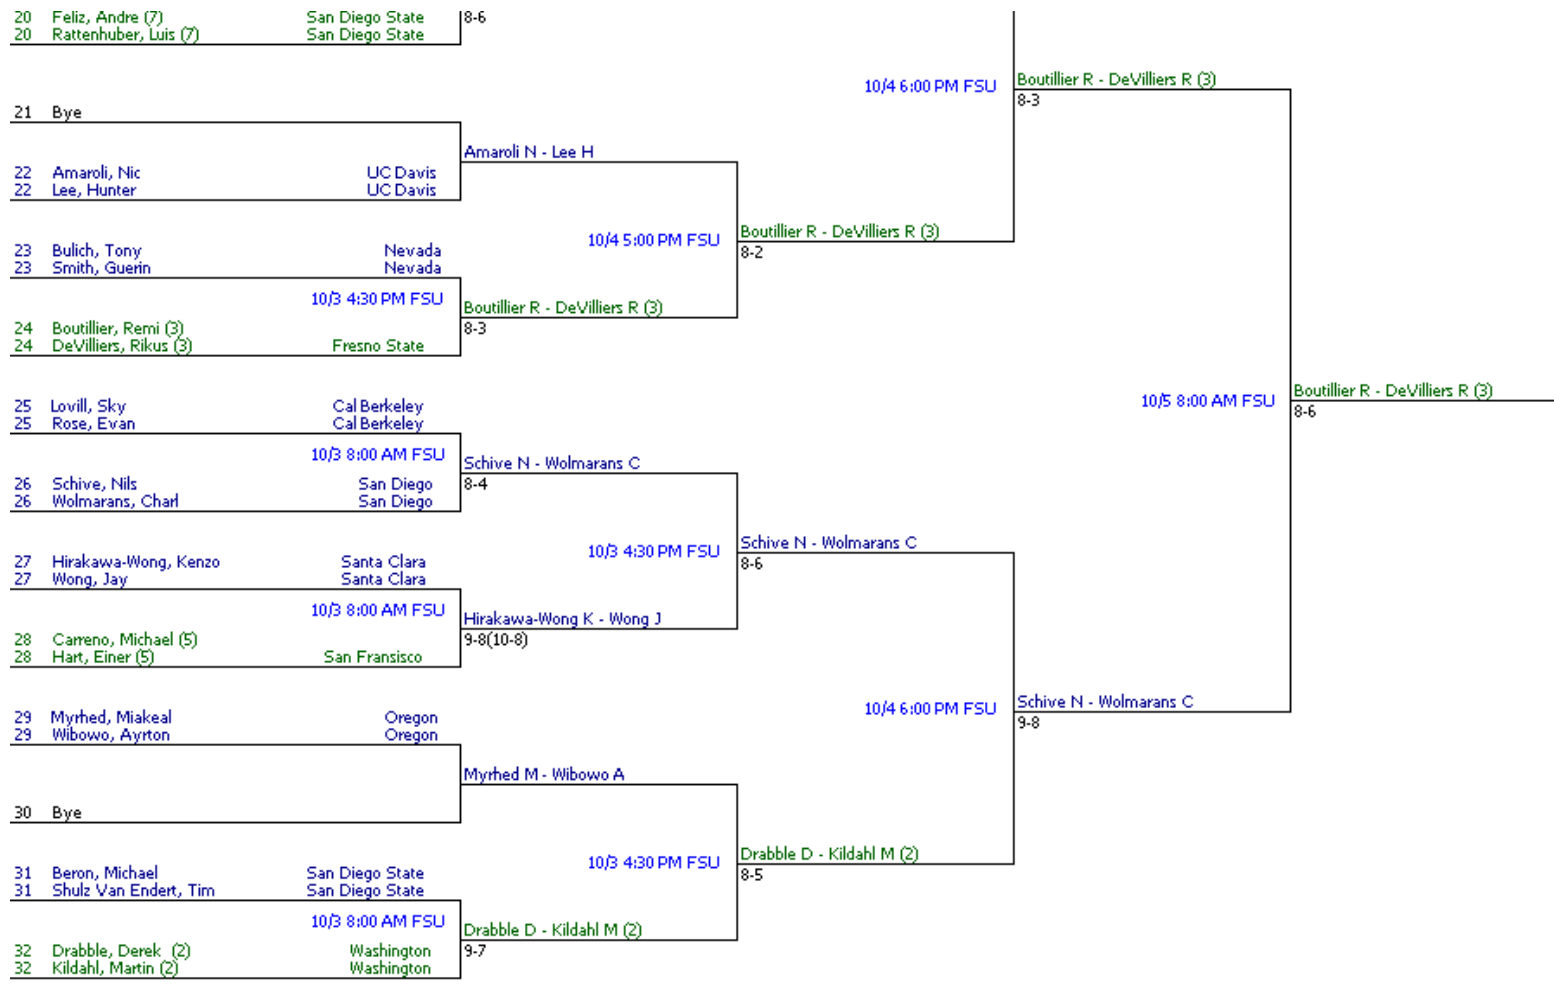 20 Feliz, Andre (7) San Diego State 8-6
20 Rattenhuber, Luis (7) San Diego State
10/4 6:00 PM FSU Boutillier R - DeVilliers R (3)
8-3
21 Bye
Amaroli N - Lee H
22 Amaroli, Nic UC Davis
22 Lee, Hunter UC Davis
10/4 5:00 PM FSU Boutillier R - DeVilliers R (3)
8-2
23 Bulich, Tony Nevada
23 Smith, Guerin Nevada
10/3 4:30 PM FSU Boutillier R - DeVilliers R (3)
8-3
24 Boutillier, Remi (3)
24 DeVilliers, Rikus (3) Fresno State
10/5 8:00 AM FSU Boutillier R - DeVilliers R (3)
8-6
25 Lovill, Sky Cal Berkeley
25 Rose, Evan Cal Berkeley
10/3 8:00 AM FSU Schive N - Wolmarans C
8-4
26 Schive, Nils San Diego
26 Wolmarans, Charl San Diego
10/3 4:30 PM FSU Schive N - Wolmarans C
8-6
27 Hirakawa-Wong, Kenzo Santa Clara
27 Wong, Jay Santa Clara
10/3 8:00 AM FSU Hirakawa-Wong K - Wong J
9-8(10-8)
28 Carreno, Michael (5)
28 Hart, Einer (5) San Fransisco
10/4 6:00 PM FSU Schive N - Wolmarans C
9-8
29 Myrhed, Miakeal Oregon
29 Wibowo, Ayrton Oregon
Myrhed M - Wibowo A
30 Bye
10/3 4:30 PM FSU Drabble D - Kildahl M (2)
8-5
31 Beron, Michael San Diego State
31 Shulz Van Endert, Tim San Diego State
10/3 8:00 AM FSU Drabble D - Kildahl M (2)
9-7
32 Drabble, Derek (2) Washington
32 Kildahl, Martin (2) Washington